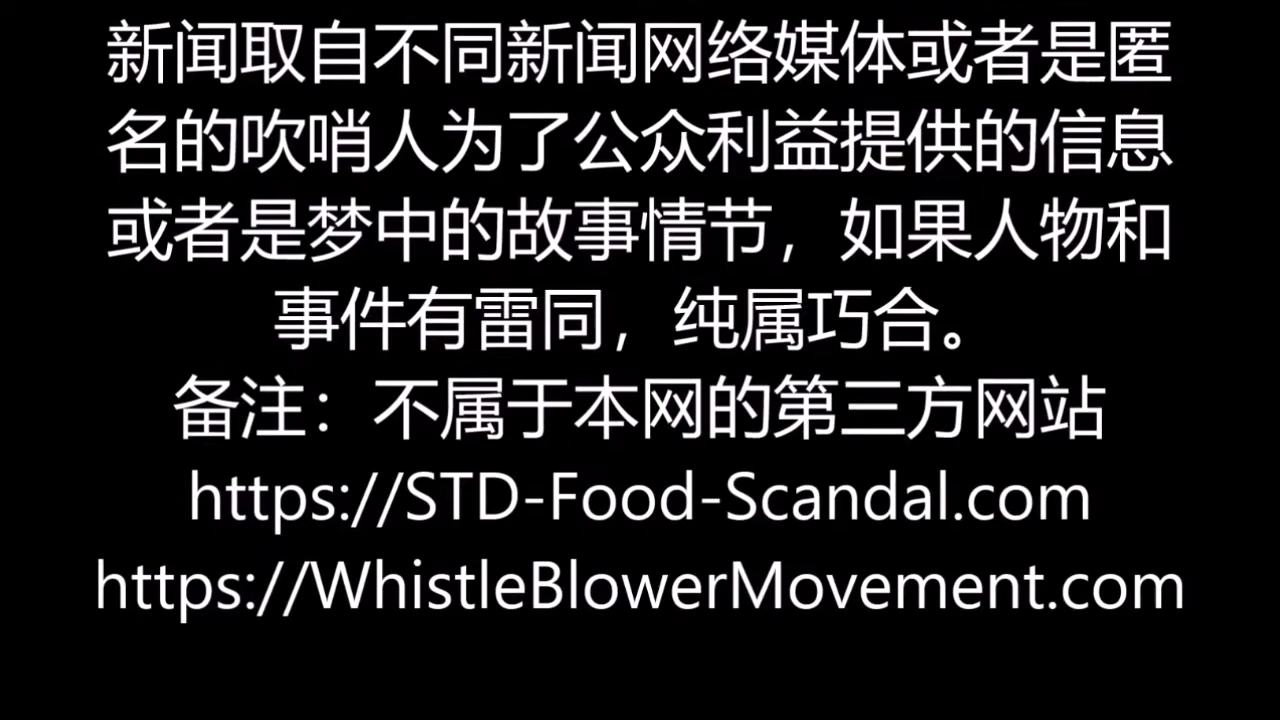 新闻取自不同新闻网络媒体或者是匿
名的吹哨人为了公众利益提供的信息
或者是梦中的故事情节，如果人物和
事件有雷同，纯属巧合。
备注：不属于本网的第三方网站
https://STD-Food-Scandal.com
https://WhistleBlowerMovement.com